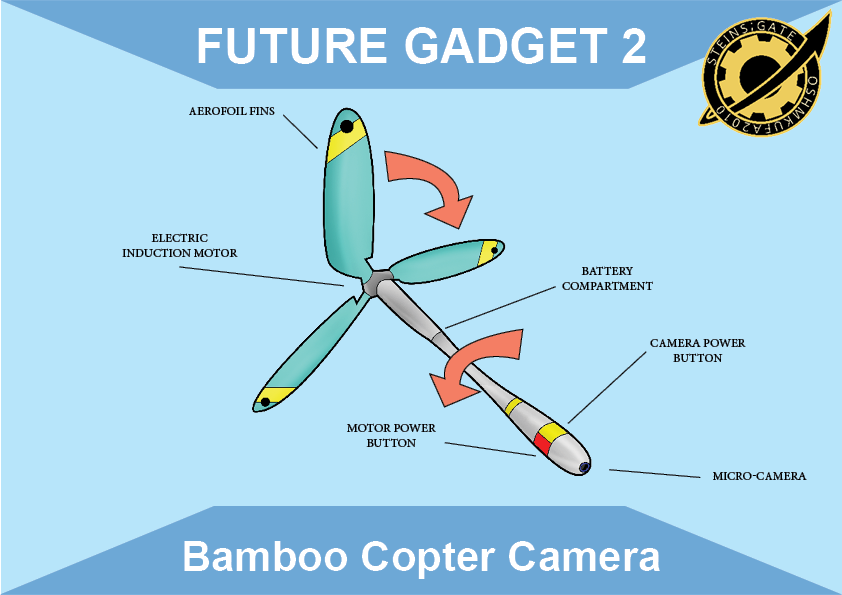 FUTURE GADGET 2
STEINS;GATE
OSHMKUFA2010
AEROFOIL FINS
ELECTRIC
INDUCTION MOTOR
BATTERY
COMPARTMENT
CAMERA POWER
BUTTON
MOTOR POWER
BUTTON
MICRO-CAMERA
Bamboo Copter Camera